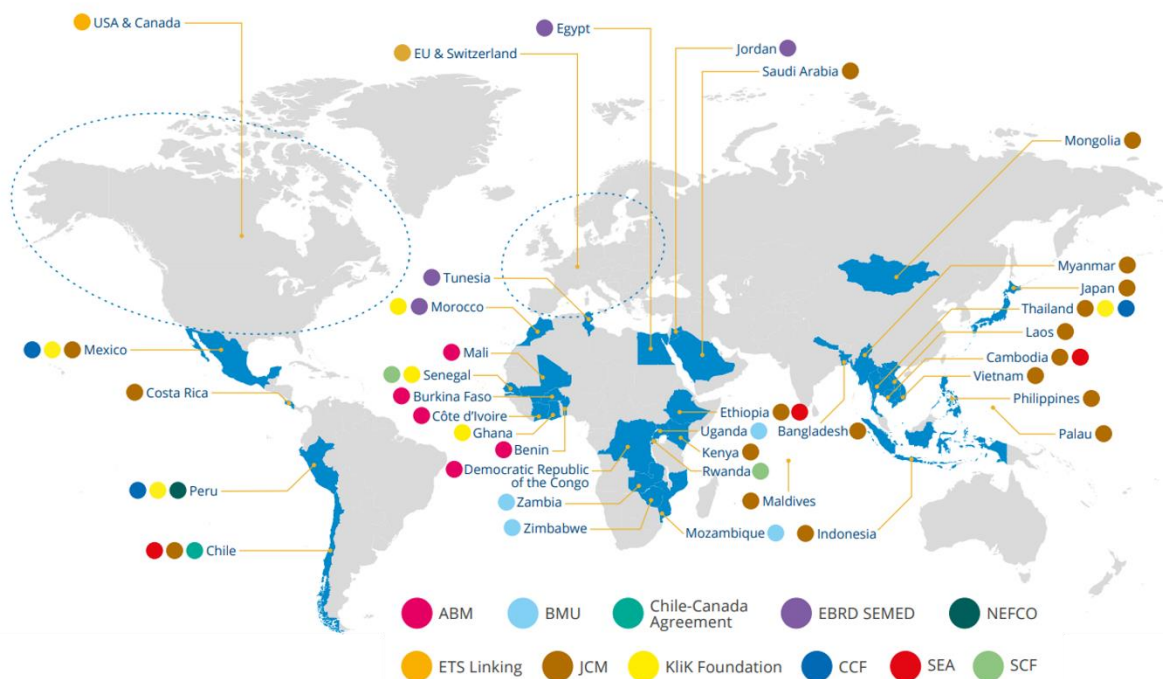 USA & Canada
Egypt
EU & Switzerland
Jordan
Saudi Arabia
Mongolia
Tunesia
Morocco
Myanmar
Japan
Thailand
Laos
Mexico
Mali
Cambodia
Costa Rica
Senegal
Vietnam
Burkina Faso
Philippines
Côte d'Ivoire
Ethiopia
Ghana
Uganda
Bangladesh
Palau
Benin
Kenya
Democratic Republic
of the Congo
Rwanda
Peru
Zambia
Maldives
Zimbabwe
Mozambique
Indonesia
Chile
ABM
BMU
Chile-Canada
Agreement
EBRD SEMED
NEFCO
ETS Linking
JCM
KliK Foundation
CCF
SEA
SCF